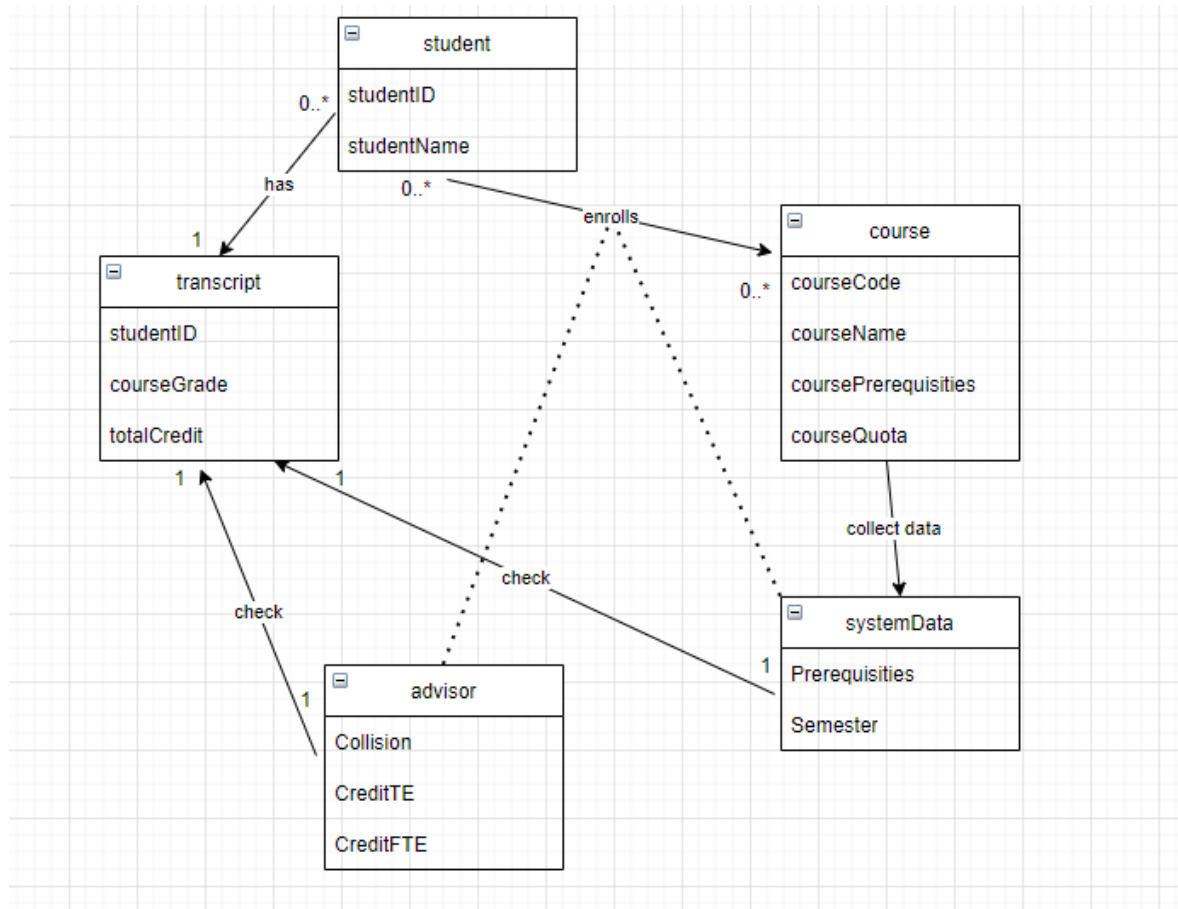 student
0..*
studentID
studentName
has
0..*
enrolls
1
course
transcript
0..*
courseCode
studentID
courseName
courseGrade
coursePrerequisities
totalCredit
courseQuota
1
1
collect data
check
check
systemData
1
Prerequisities
advisor
1
Semester
Collision
CreditTE
CreditFTE